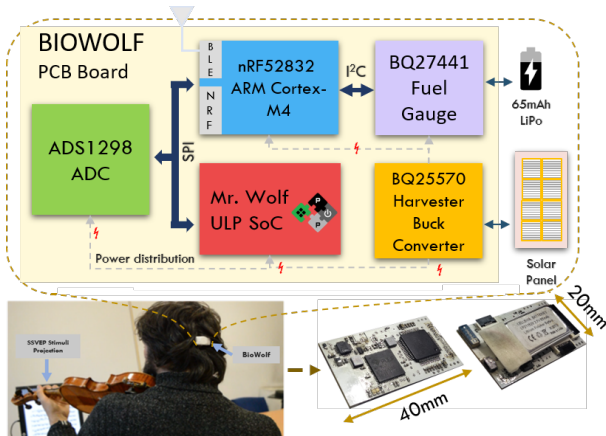 BIOWOLF
PCB Board
BLE
NRF
nRF52832
ARM Cortex-
M4
I²C
BQ27441
Fuel
Gauge
65mAh
LiPo
ADS1298
ADC
SPI
Mr. Wolf
ULP SoC
P
P
BQ25570
Harvester
Buck
Converter
Power distribution
Solar
Panel
SSVEP Stimuli
Projection
BioWolf
20mm
40mm